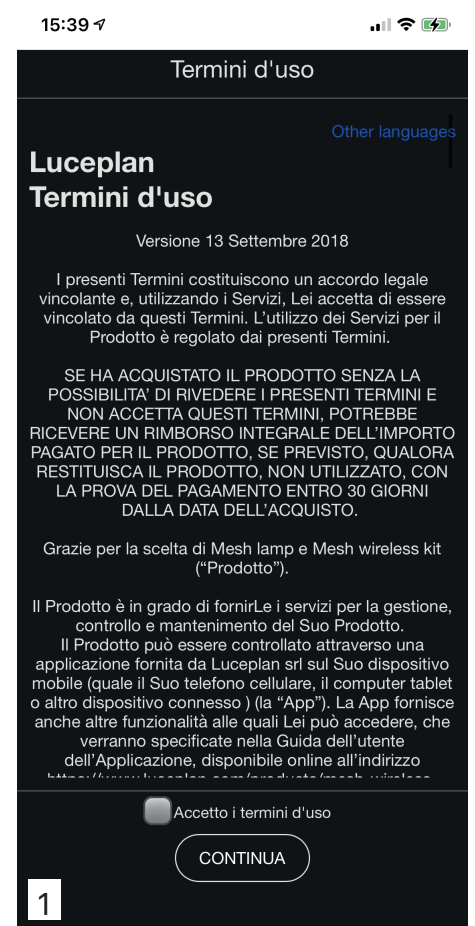 15:39
Termini d'uso
Other languages
Luceplan
Termini d'uso
Versione 13 Settembre 2018
I presenti Termini costituiscono un accordo legale
vincolante e, utilizzando i Servizi, Lei accetta di essere
vincolato da questi Termini. L’utilizzo dei Servizi per il
Prodotto è regolato dai presenti Termini.
SE HA ACQUISTATO IL PRODOTTO SENZA LA
POSSIBILITA’ DI RIVEDERE I PRESENTI TERMINI E
NON ACCETTA QUESTI TERMINI, POTREBBE
RICEVERE UN RIMBORSO INTEGRALE DELL’IMPORTO
PAGATO PER IL PRODOTTO, SE PREVISTO, QUALORA
RESTITUISCA IL PRODOTTO, NON UTILIZZATO, CON
LA PROVA DEL PAGAMENTO ENTRO 30 GIORNI
DALLA DATA DELL’ACQUISTO.
Grazie per la scelta di Mesh lamp e Mesh wireless kit
(“Prodotto”).
Il Prodotto è in grado di fornirLe i servizi per la gestione,
controllo e mantenimento del Suo Prodotto.
Il Prodotto può essere controllato attraverso una
applicazione fornita da Luceplan srl sul Suo dispositivo
mobile (quale il Suo telefono cellulare, il computer tablet
o altro dispositivo connesso ) (la “App”). La App fornisce
anche altre funzionalità alle quali Lei può accedere, che
verranno specificate nella Guida dell’utente
dell’Applicazione, disponibile online all’indirizzo
https://www.luceplan.com/products/mesh-wireless-
Accetto i termini d'uso
CONTINUA
1